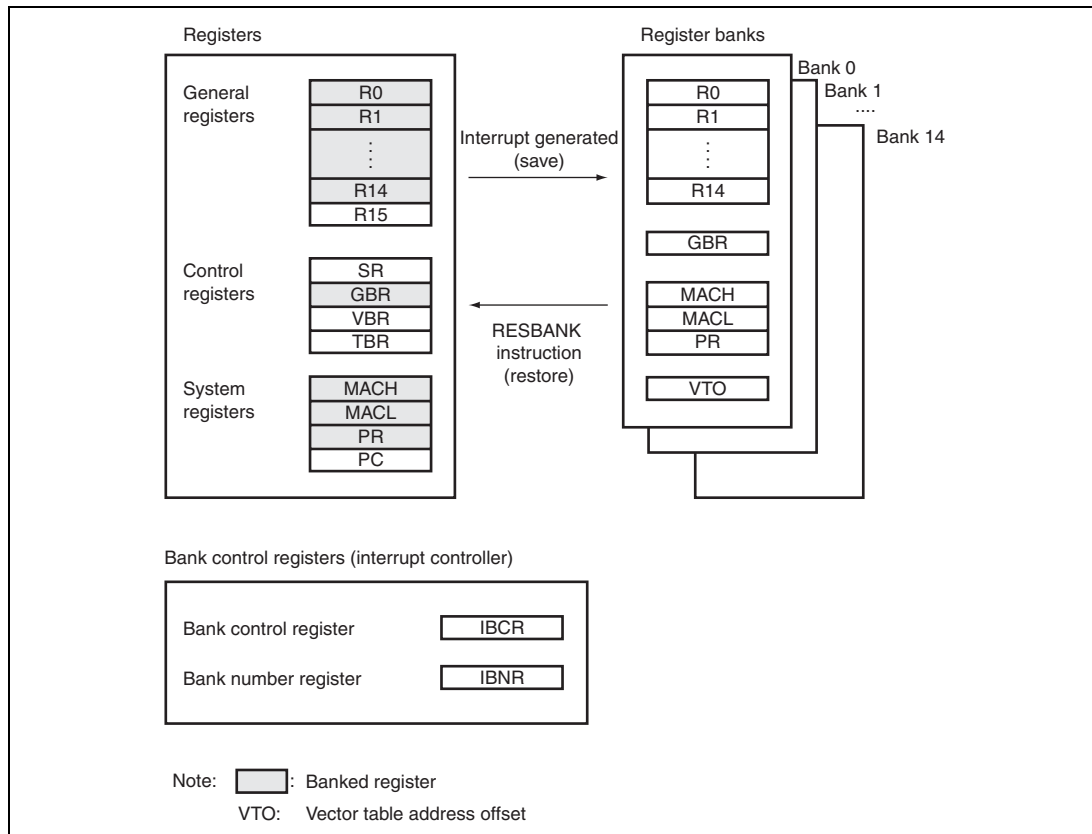 Registers
General
registers
R0
R1
⋮
R14
R15
Control
registers
SR
GBR
VBR
TBR
System
registers
MACH
MACL
PR
PC
Interrupt generated
(save)
RESBANK
instruction
(restore)
Register banks
Bank 0
Bank 1
....
Bank 14
R0
R1
⋮
R14
GBR
MACH
MACL
PR
VTO
Bank control registers (interrupt controller)
Bank control register IBCR
Bank number register IBNR
Note: : Banked register
VTO: Vector table address offset